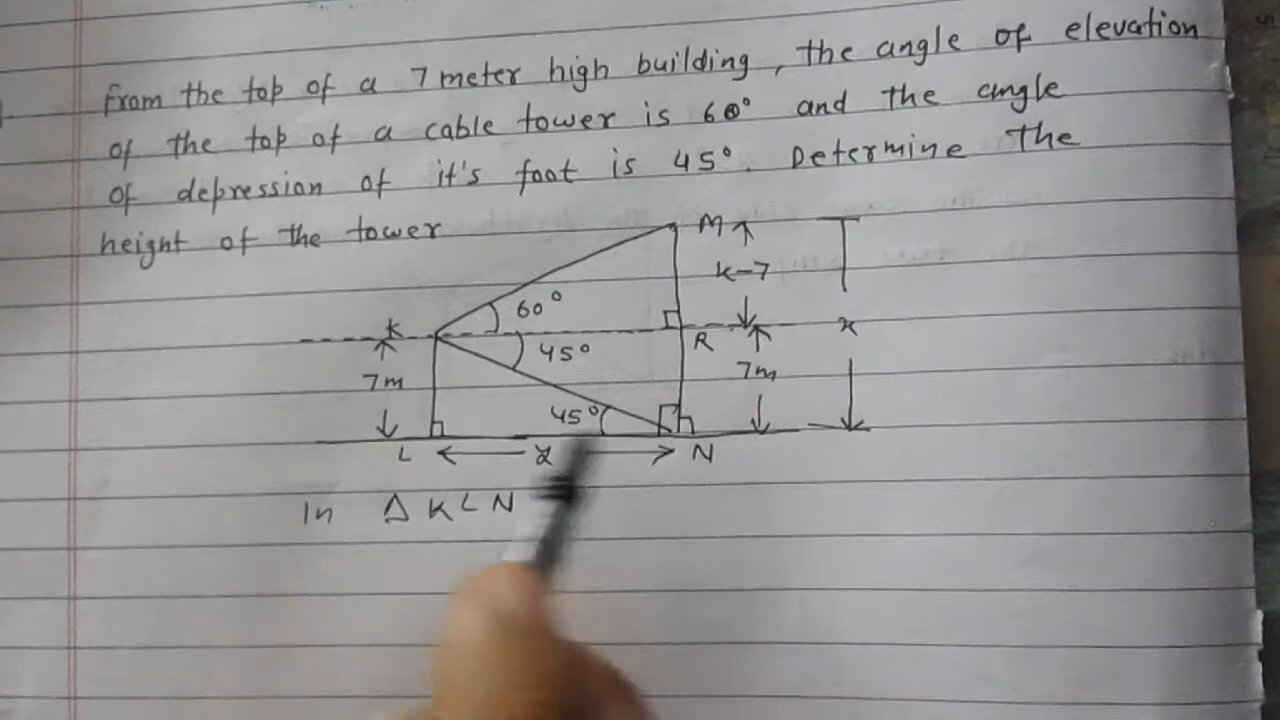 From the top of a 7 meter high building, the angle of elevation
of the top of a cable tower is 60° and the angle
of depression of it's foot is 45°. Determine the
height of the tower
M
x-7
60°
K
R
x
45°
7m
7m
45°
L
x
N
In Δ KLN